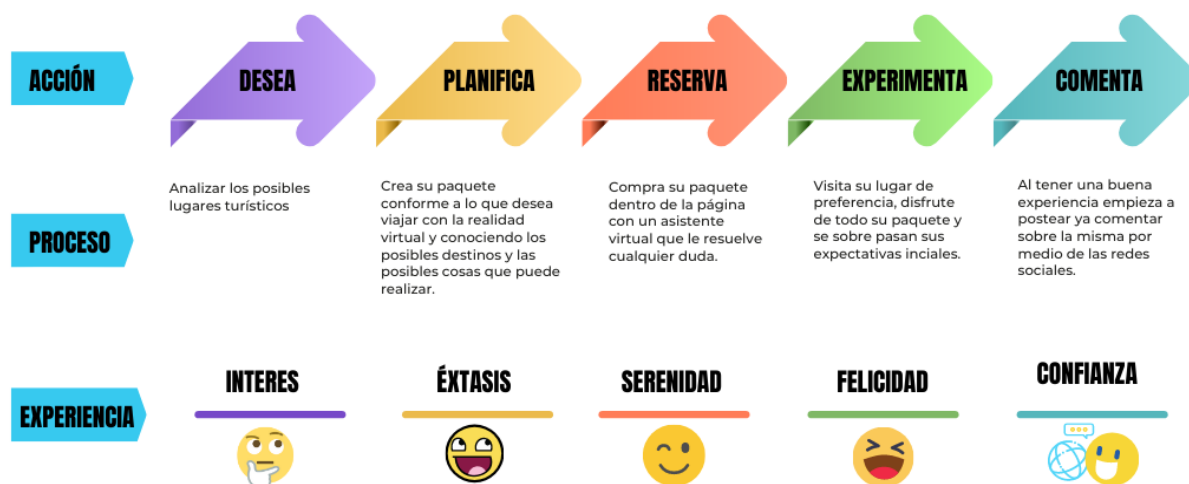 ACCIÓN
DESEA
PLANIFICA
RESERVA
EXPERIMENTA
COMENTA
PROCESO
Analizar los posibles
lugares turísticos
Crea su paquete
conforme a lo que desea
viajar con la realidad
virtual y conociendo los
posibles destinos y las
posibles cosas que puede
realizar.
Compra su paquete
dentro de la página
con un asistente
virtual que le resuelve
cualquier duda.
Visita su lugar de
preferencia, disfrute
de todo su paquete y
se sobre pasan sus
expectativas inciales.
Al tener una buena
experiencia empieza a
postear ya comentar
sobre la misma por
medio de las redes
sociales.
EXPERIENCIA
INTERES
ÉXTASIS
SERENIDAD
FELICIDAD
CONFIANZA